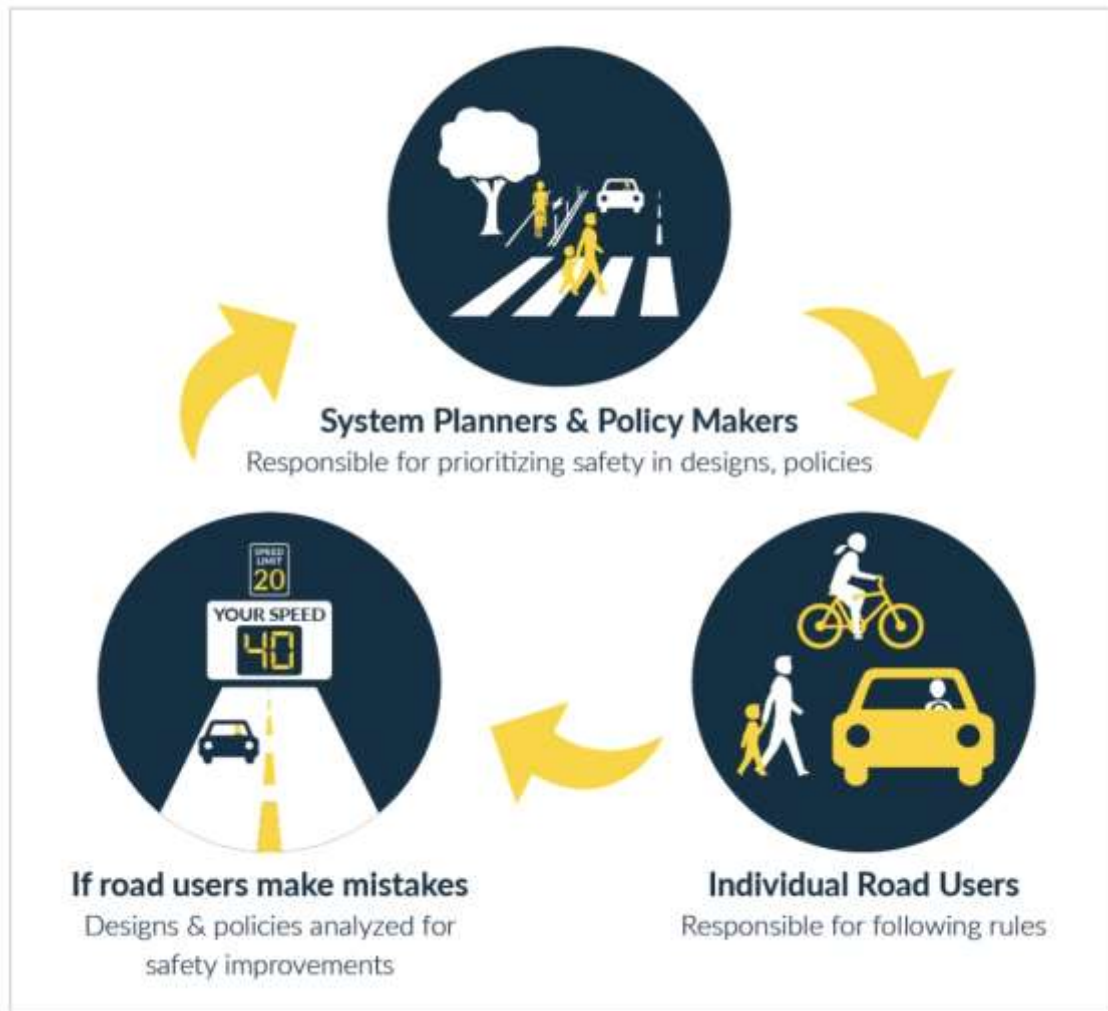 System Planners & Policy Makers
Responsible for prioritizing safety in designs, policies
SPEED
LIMIT
20
YOUR SPEED
40
If road users make mistakes
Designs & policies analyzed for
safety improvements
Individual Road Users
Responsible for following rules